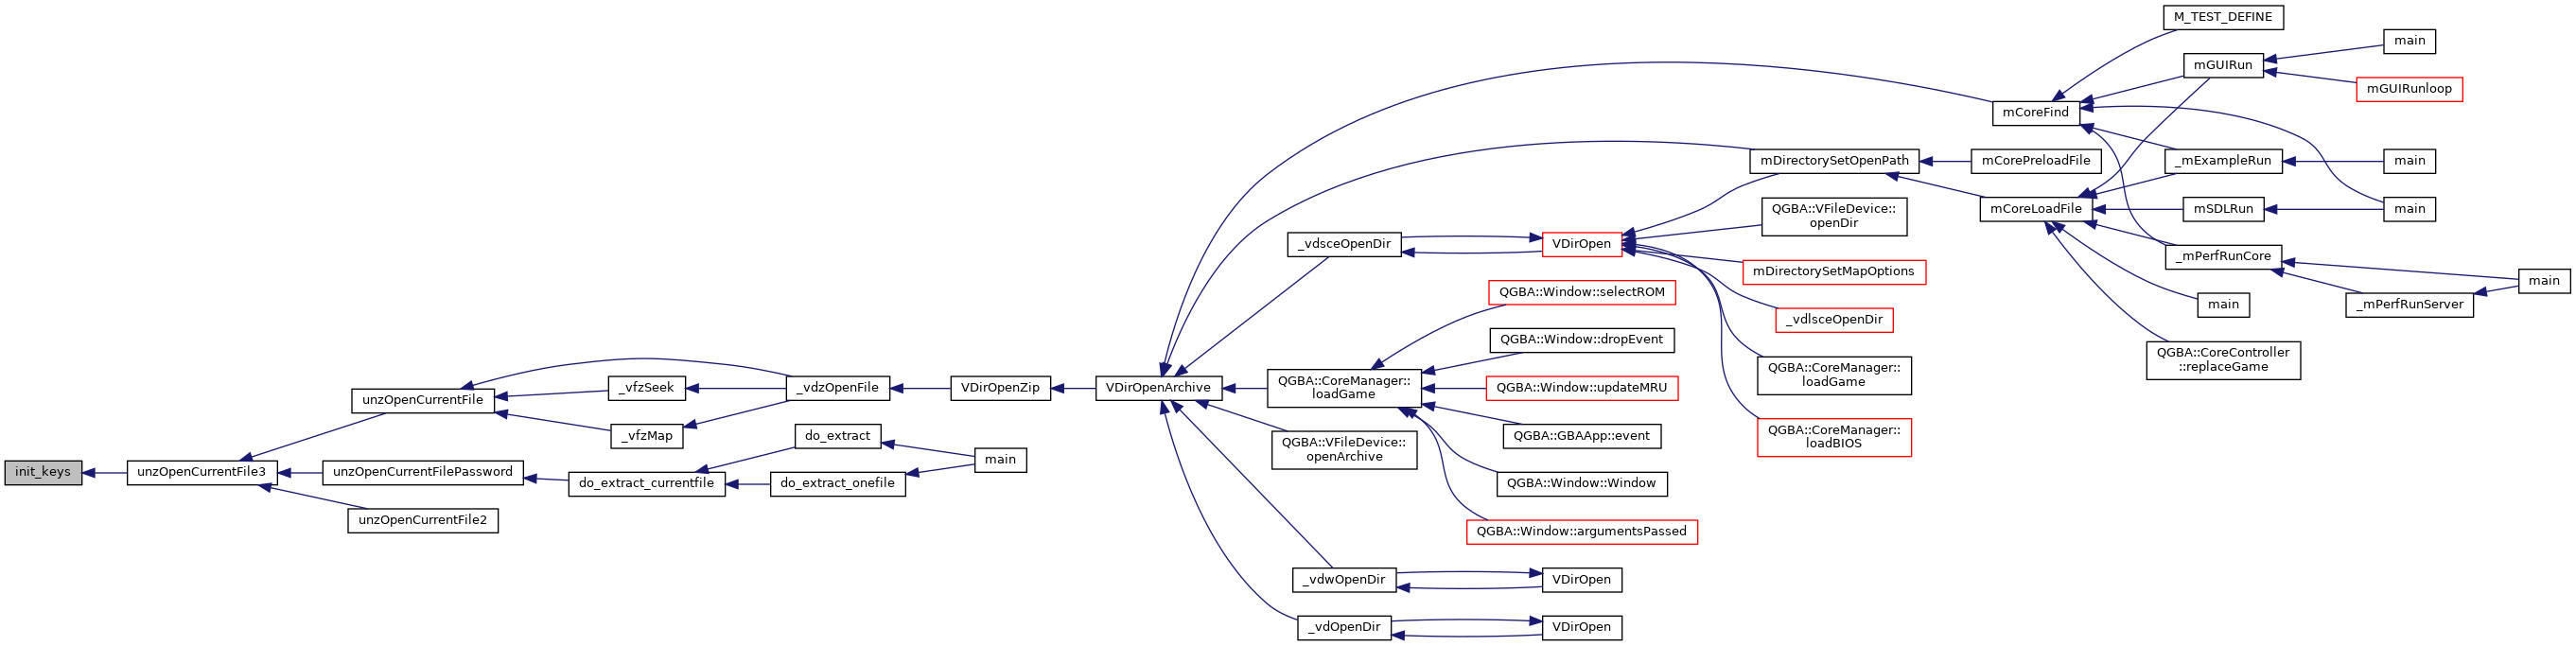 init_keys
unzOpenCurrentFile3
unzOpenCurrentFile
unzOpenCurrentFilePassword
unzOpenCurrentFile2
_vfzSeek
_vfzMap
do_extract_currentfile
_vdzOpenFile
do_extract
do_extract_onefile
main
VDirOpenZip
VDirOpenArchive
_vdsceOpenDir
QGBA::CoreManager::
loadGame
QGBA::VFileDevice::
openArchive
_vdwOpenDir
_vdOpenDir
VDirOpen
QGBA::Window::selectROM
QGBA::Window::dropEvent
QGBA::Window::updateMRU
QGBA::GBAApp::event
QGBA::Window::Window
QGBA::Window::argumentsPassed
VDirOpen
VDirOpen
mDirectorySetOpenPath
QGBA::VFileDevice::
openDir
mDirectorySetMapOptions
_vdlsceOpenDir
QGBA::CoreManager::
loadGame
QGBA::CoreManager::
loadBIOS
mCoreFind
mCorePreloadFile
mCoreLoadFile
M_TEST_DEFINE
mGUIRun
_mExampleRun
mSDLRun
_mPerfRunCore
main
QGBA::CoreController
::replaceGame
main
mGUIRunloop
main
main
_mPerfRunServer
main